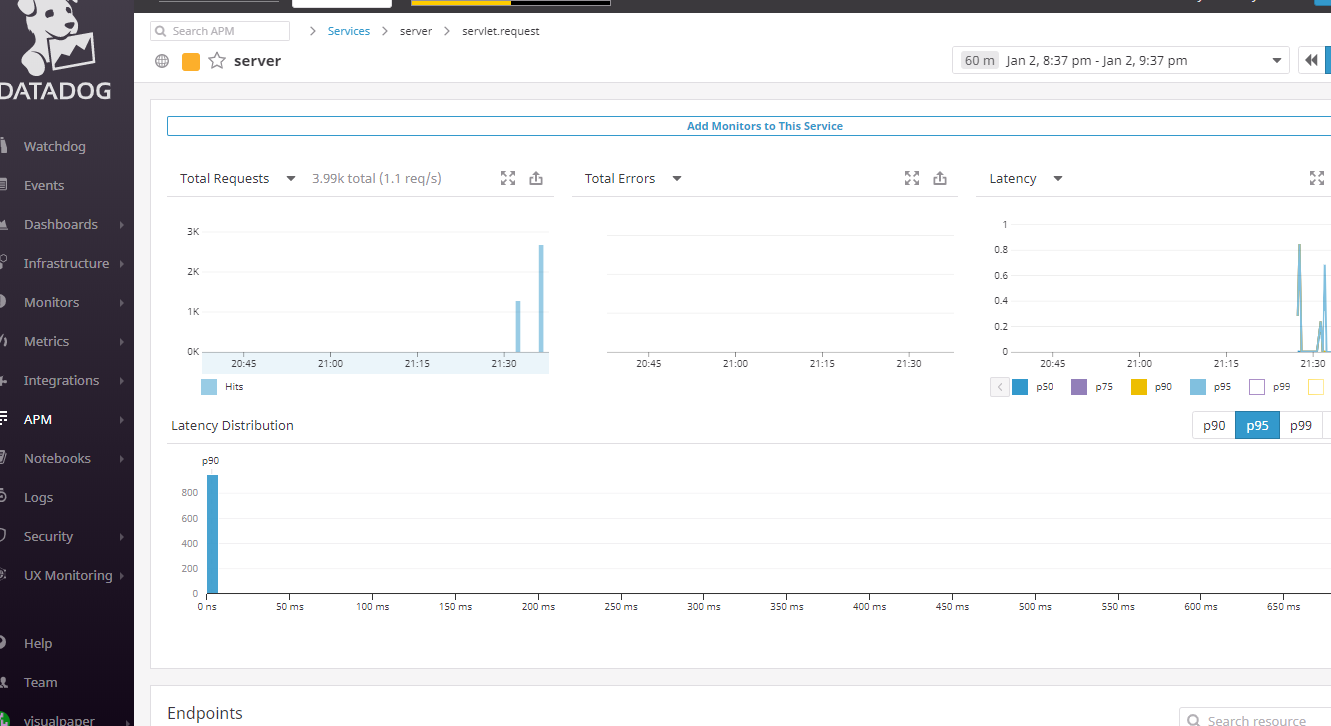 DATADOG
Watchdog
Events
Dashboards
Infrastructure
Monitors
Metrics
Integrations
APM
Notebooks
Logs
Security
UX Monitoring
Help
Team
visualpaper
Search APM > Services > server > servlet.request
server
60 m Jan 2, 8:37 pm - Jan 2, 9:37 pm
Add Monitors to This Service
Total Requests 3.99k total (1.1 req/s)
3K
2K
1K
0K
20:45 21:00 21:15 21:30
Hits
Total Errors
20:45 21:00 21:15 21:30
Latency
1
0.8
0.6
0.4
0.2
0
20:45 21:00 21:15 21:30
p50 p75 p90 p95 p99
Latency Distribution
p90 p95 p99
p90
800
600
400
200
0
0 ns 50 ms 100 ms 150 ms 200 ms 250 ms 300 ms 350 ms 400 ms 450 ms 500 ms 550 ms 600 ms 650 ms
Endpoints
Search resource